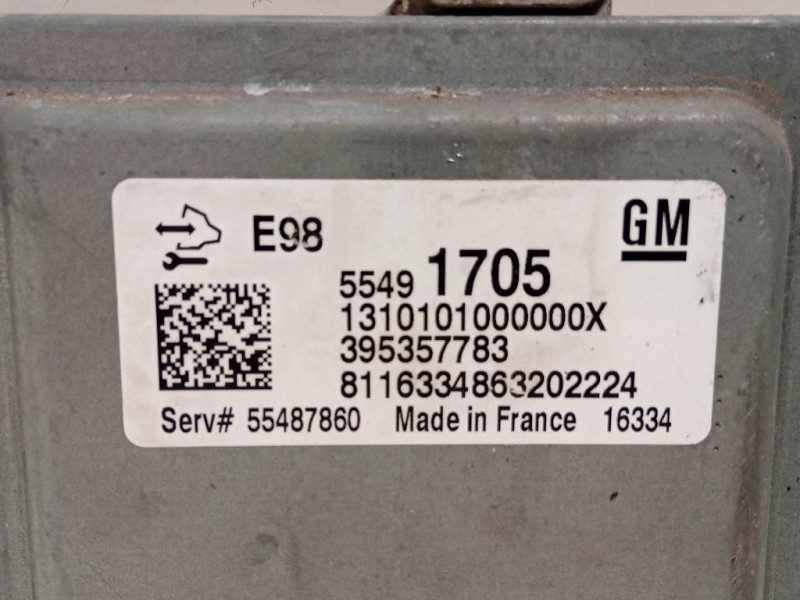 E98
GM
5549 1705
1310101000000X
395357783
8116334863202224
Serv# 55487860 Made in France 16334